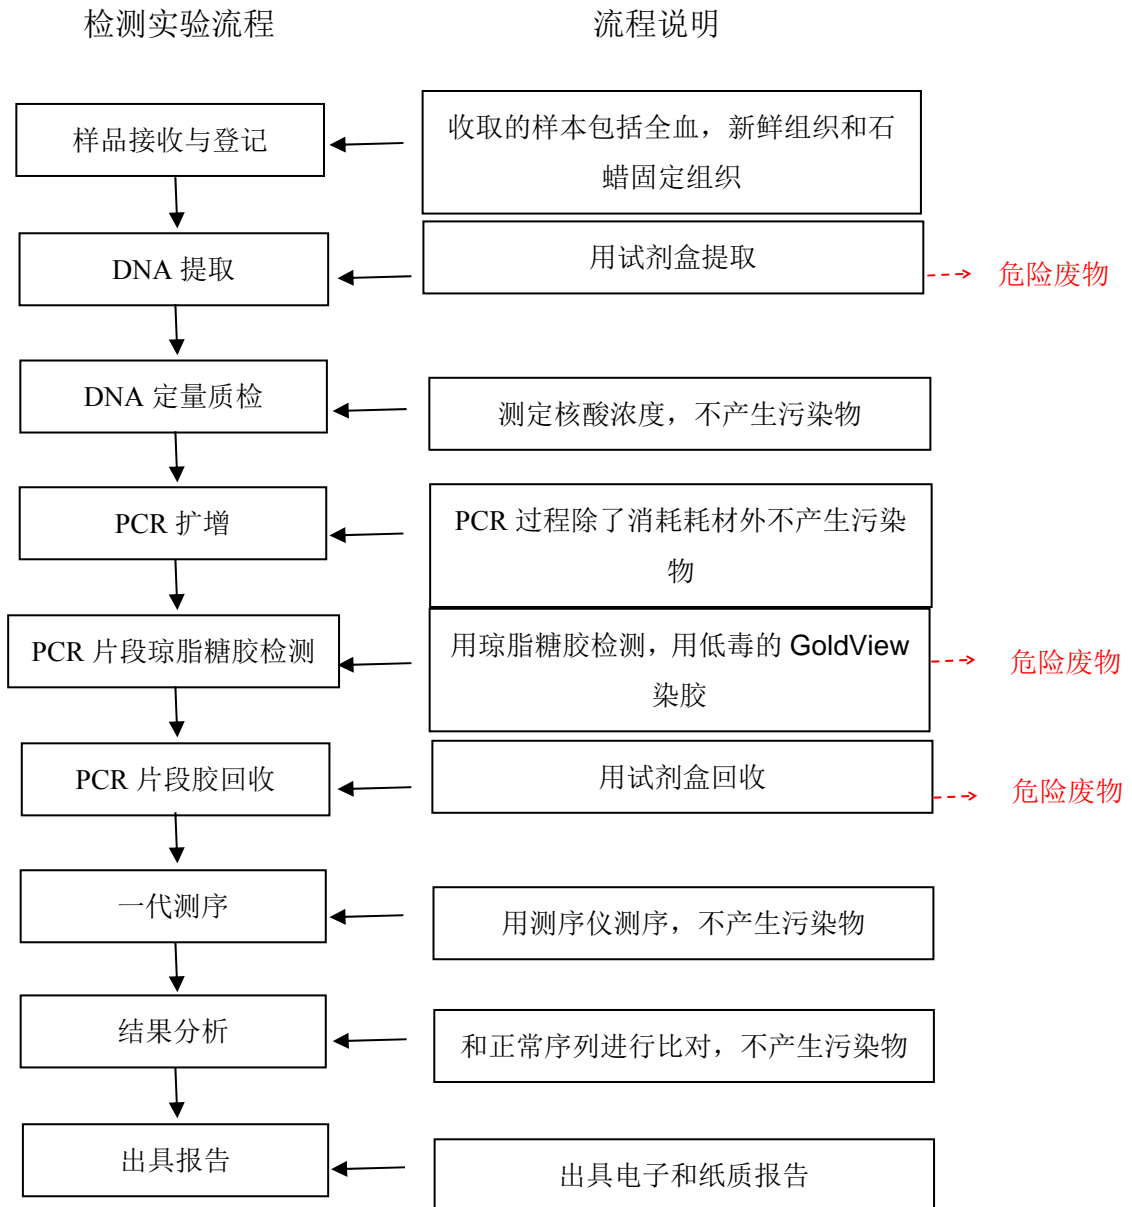 检测实验流程
流程说明
样品接收与登记
收取的样本包括全血，新鲜组织和石
蜡固定组织
DNA 提取
用试剂盒提取
危险废物
DNA 定量质检
测定核酸浓度，不产生污染物
PCR 扩增
PCR 过程除了消耗耗材外不产生污染
物
PCR 片段琼脂糖胶检测
用琼脂糖胶检测，用低毒的 GoldView
染胶
危险废物
PCR 片段胶回收
用试剂盒回收
危险废物
一代测序
用测序仪测序，不产生污染物
结果分析
和正常序列进行比对，不产生污染物
出具报告
出具电子和纸质报告